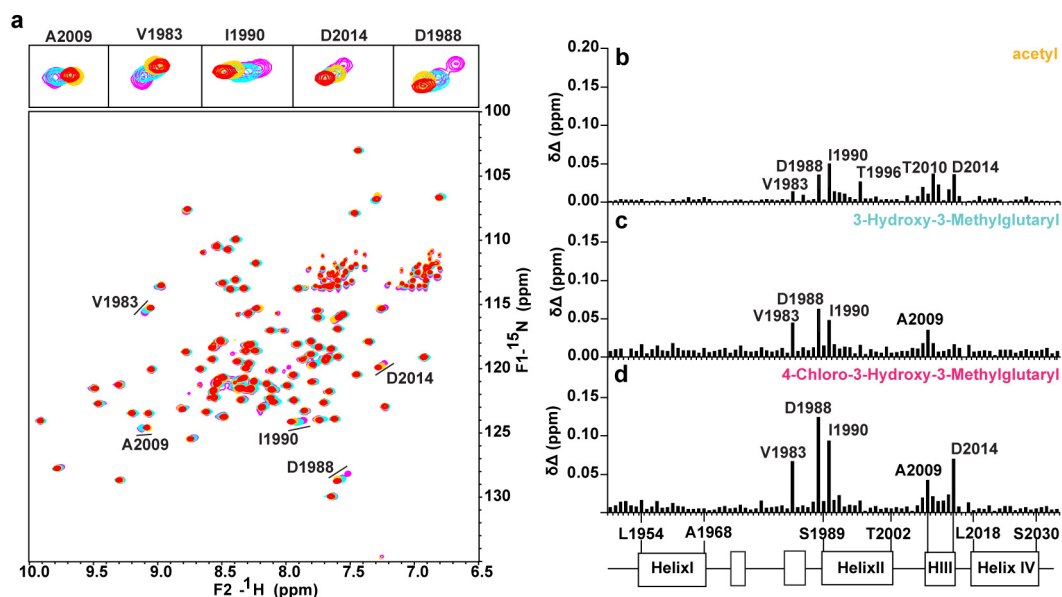 a
A2009 V1983 I1990 D2014 D1988
100
105
110
115
120
125
130
F1-15N (ppm)
V1983
D2014
A2009
I1990
D1988
10.0 9.5 9.0 8.5 8.0 7.5 7.0 6.5
F2 -1H (ppm)
b
acetyl
0.20
0.15
0.10
0.05
0.00
δΔ (ppm)
V1983 D1988 I1990 T1996 T2010 D2014
c
3-Hydroxy-3-Methylglutaryl
0.15
0.10
0.05
0.00
δΔ (ppm)
V1983 D1988 I1990 A2009
d
4-Chloro-3-Hydroxy-3-Methylglutaryl
0.15
0.10
0.05
0.00
δΔ (ppm)
V1983 D1988 I1990 A2009 D2014
L1954 A1968 S1989 T2002 L2018 S2030
HelixI HelixII HIII Helix IV